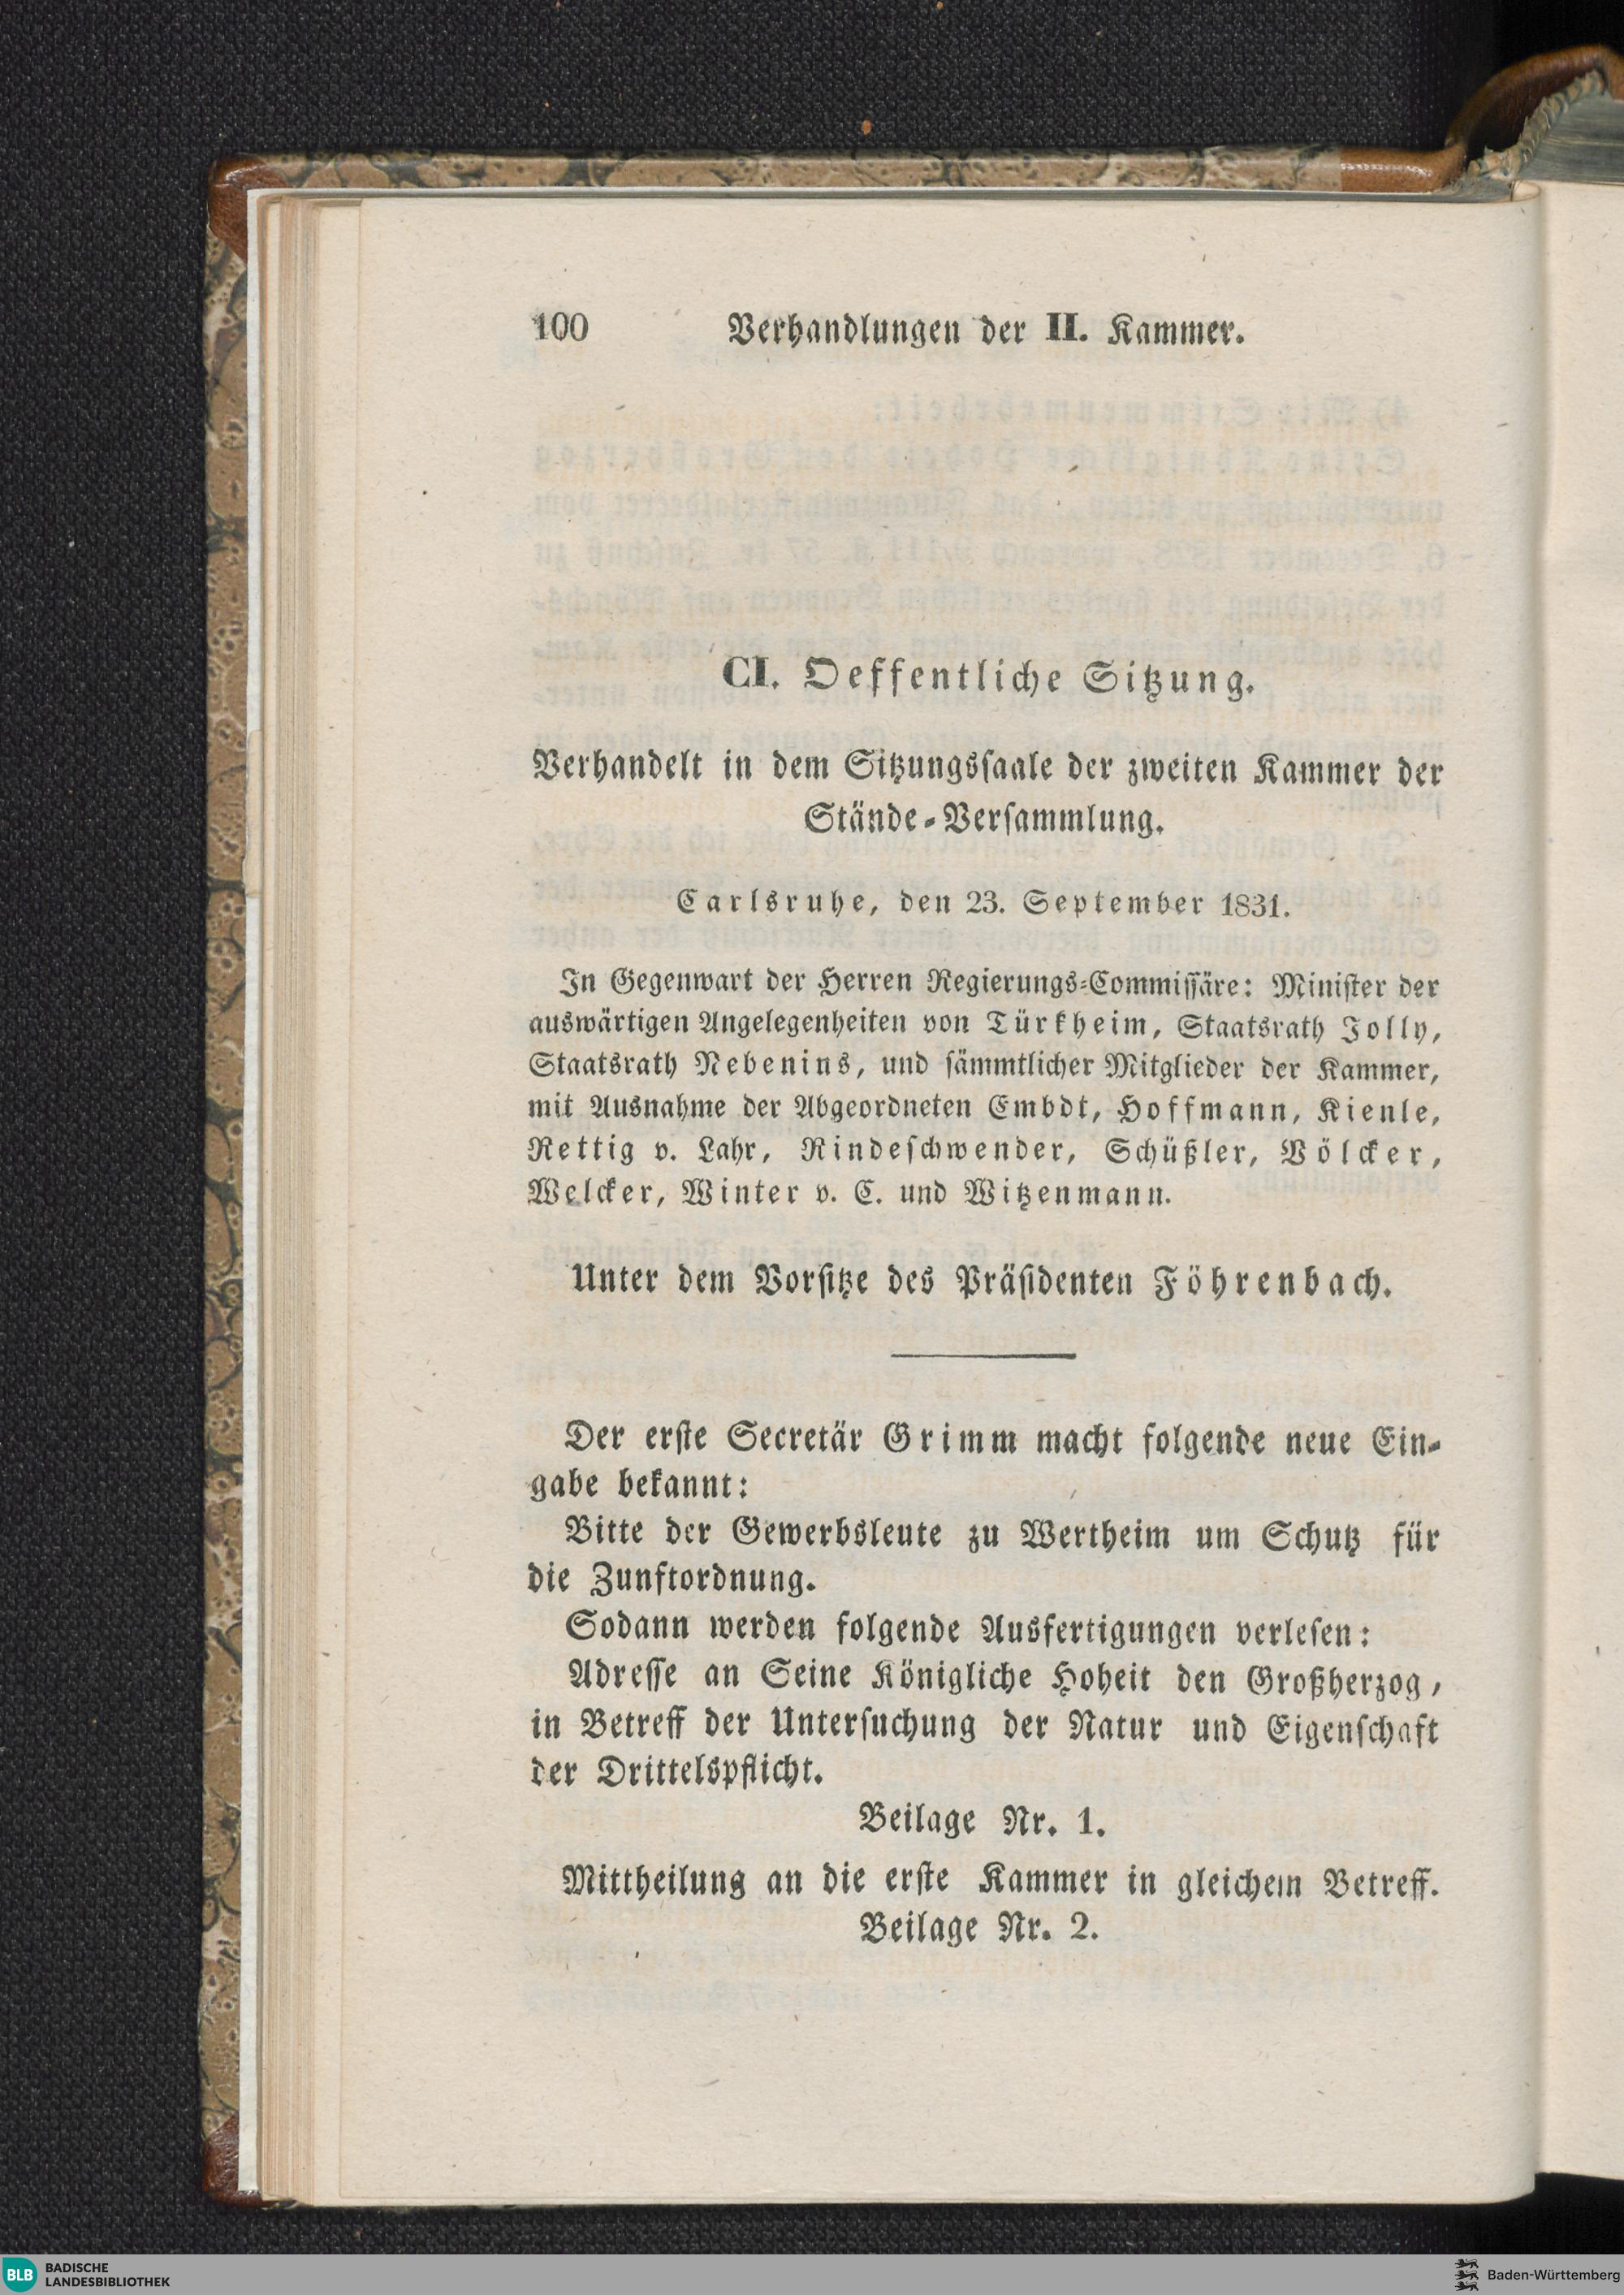 100 Verhandlungen der II. Kammer.
CI. Oeffentliche Sitzung.
Verhandelt in dem Sitzungsſaale der zweiten Kammer der
Stände-Verſammlung.
Carlsruhe, den 23. September 1831.
In Gegenwart der Herren Regierungs-Commiſſäre: Miniſter der
auswärtigen Angelegenheiten von Türkheim, Staatsrath Jolly,
Staatsrath Nebenins, und ſämmtlicher Mitglieder der Kammer,
mit Ausnahme der Abgeordneten Embdt, Hoffmann, Kienle,
Rettig v. Lahr, Rindeſchwender, Schüßler, Völcker,
Welcker, Winter v. C. und Witzenmann.
Unter dem Vorſitze des Präſidenten Föhrenbach.
Der erſte Secretär Grimm macht folgende neue Ein-
gabe bekannt:
Bitte der Gewerbsleute zu Wertheim um Schutz für
die Zunftordnung.
Sodann werden folgende Ausfertigungen verleſen:
Adreſſe an Seine Königliche Hoheit den Großherzog,
in Betreff der Unterſuchung der Natur und Eigenſchaft
der Drittelspflicht.
Beilage Nr. 1.
Mittheilung an die erſte Kammer in gleichem Betreff.
Beilage Nr. 2.
BLB BADISCHE
LANDESBIBLIOTHEK
Baden-Württemberg